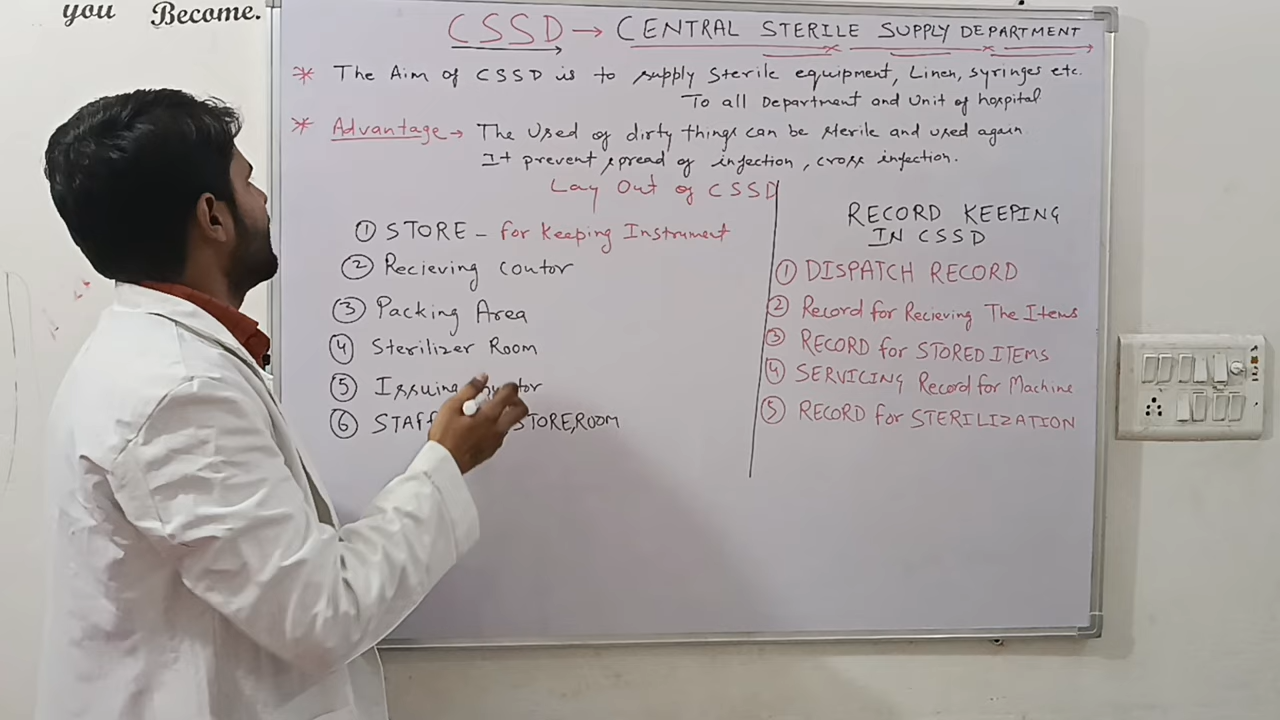 you Become.
CSSD → CENTRAL STERILE SUPPLY DEPARTMENT
* The Aim of CSSD is to supply Sterile equipment, Linen, syringes etc.
To all Department and Unit of hospital
* Advantage → The Used of dirty things can be sterile and used again
It prevent spread of infection, cross infection.
Lay Out of CSSD
① STORE - for Keeping Instrument
② Recieving coutor
③ Packing Area
④ Sterilizer Room
⑤ Issuing
⑥ STAFF STORE,ROOM
RECORD KEEPING
IN CSSD
① DISPATCH RECORD
② Record for Recieving The Items
③ RECORD for STORED ITEMS
④ SERVICING Record for Machine
⑤ RECORD for STERILIZATION